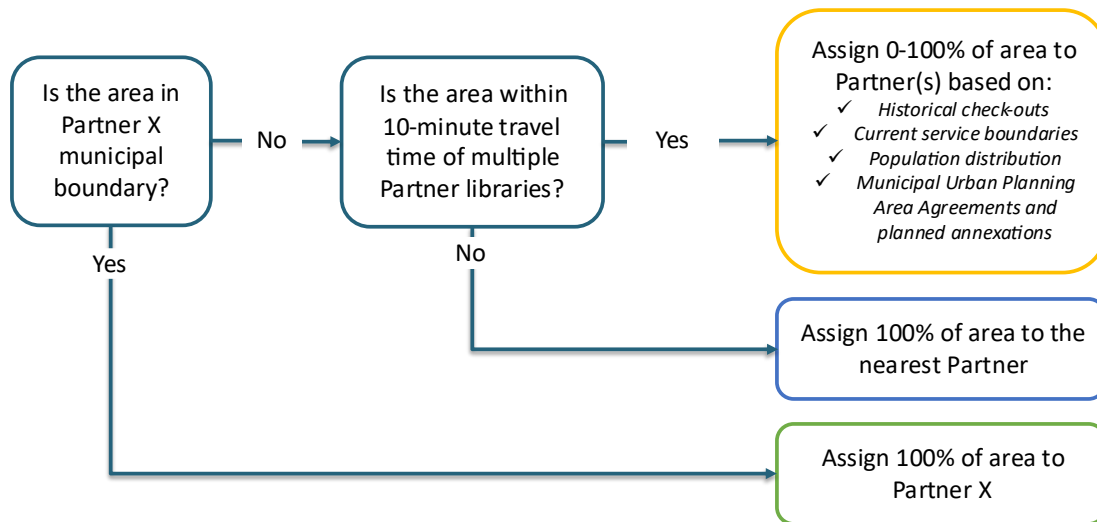 Is the area in
Partner X
municipal
boundary?
No
Is the area within
10-minute travel
time of multiple
Partner libraries?
Yes
Assign 0-100% of area to
Partner(s) based on:
✓ Historical check-outs
✓ Current service boundaries
✓ Population distribution
✓ Municipal Urban Planning
Area Agreements and
planned annexations
Yes
No
Assign 100% of area to the
nearest Partner
Assign 100% of area to
Partner X